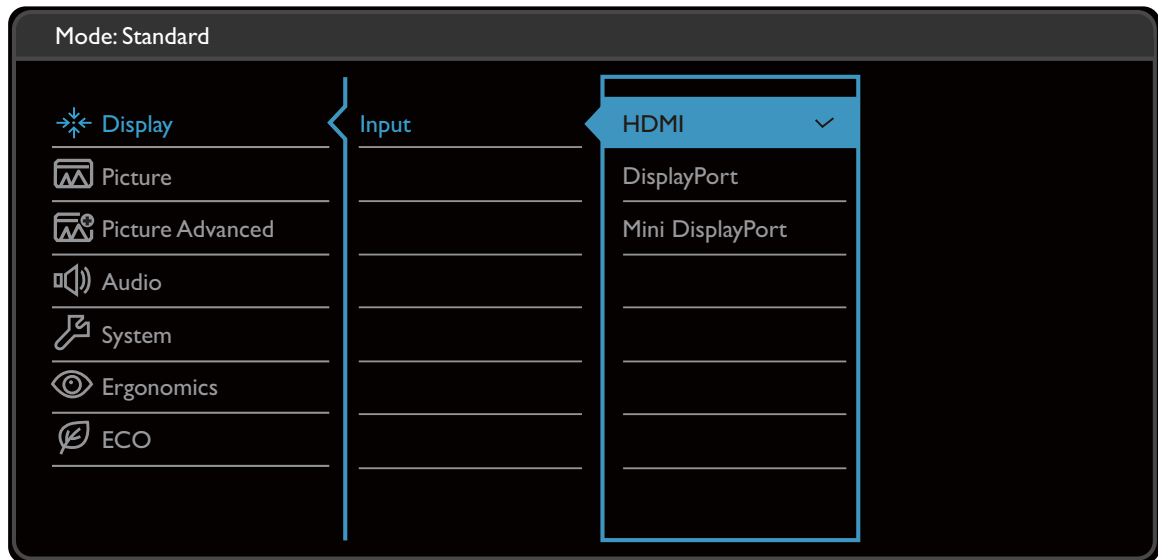 Mode: Standard
Display
Input
HDMI
Picture
DisplayPort
Picture Advanced
Mini DisplayPort
Audio
System
Ergonomics
ECO